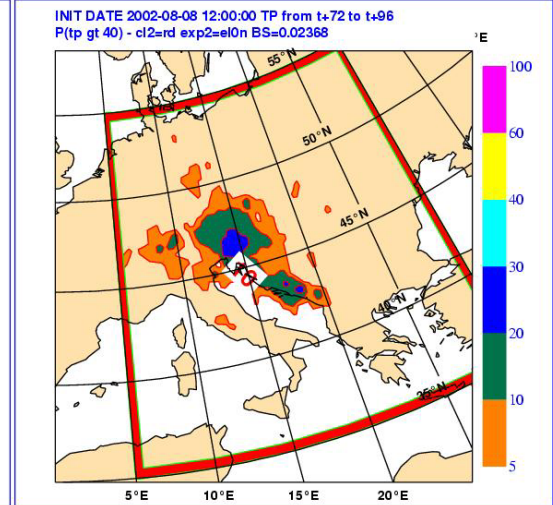 INIT DATE 2002-08-08 12:00:00 TP from t+72 to t+96
P(tp gt 40) - cl2=rd exp2=el0n BS=0.02368
°E
55°N
100
50°N
60
45°N
40
30
40°N
20
10
35°N
5
5°E 10°E 15°E 20°E